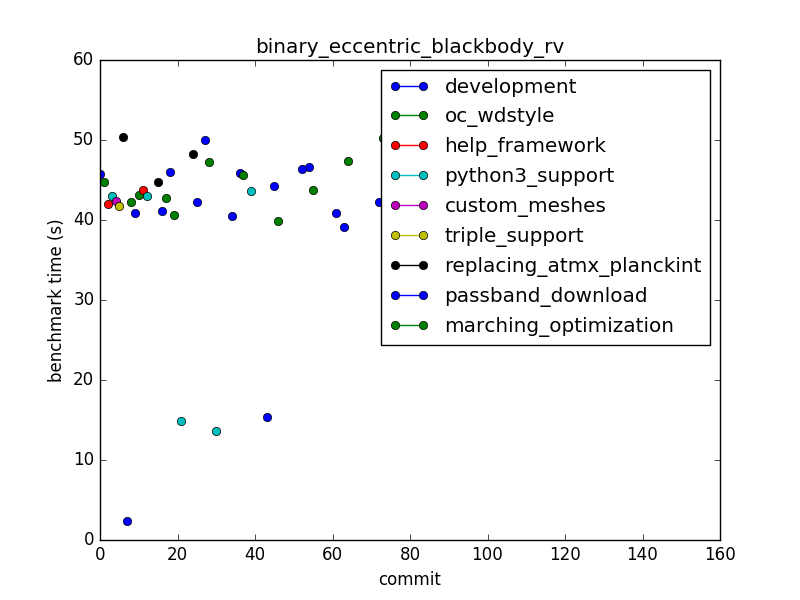 binary_eccentric_blackbody_rv
60
50
40
30
20
10
0
benchmark time (s)
development
oc_wdstyle
help_framework
python3_support
custom_meshes
triple_support
replacing_atmx_planckint
passband_download
marching_optimization
0 20 40 60 80 100 120 140 160
commit